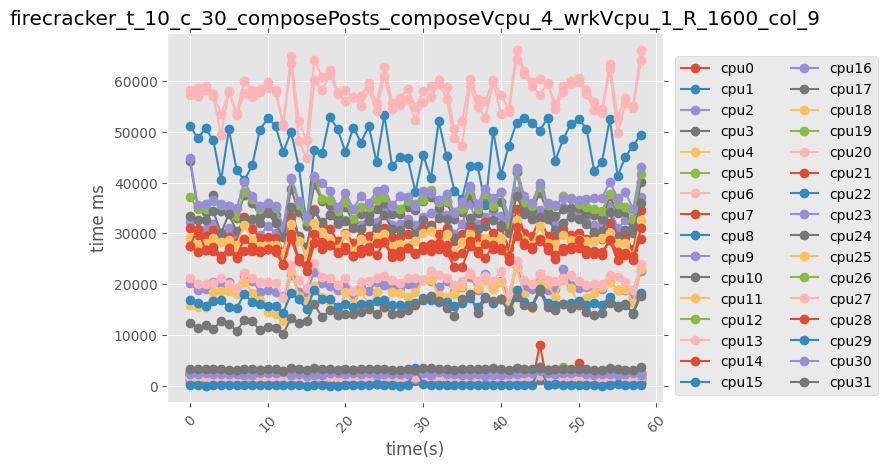 firecracker_t_10_c_30_composePosts_composeVcpu_4_wrkVcpu_1_R_1600_col_9
time ms
60000
50000
40000
30000
20000
10000
0
0 10 20 30 40 50 60
time(s)
cpu0 cpu16
cpu1 cpu17
cpu2 cpu18
cpu3 cpu19
cpu4 cpu20
cpu5 cpu21
cpu6 cpu22
cpu7 cpu23
cpu8 cpu24
cpu9 cpu25
cpu10 cpu26
cpu11 cpu27
cpu12 cpu28
cpu13 cpu29
cpu14 cpu30
cpu15 cpu31